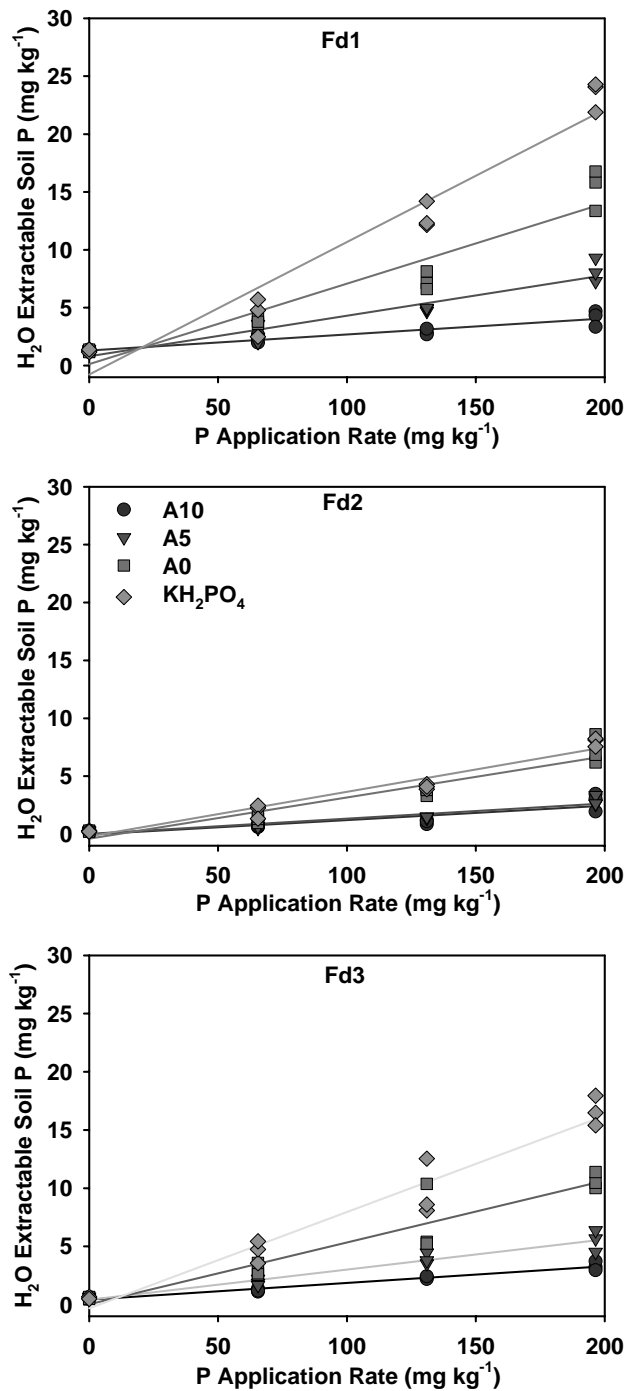 Fd1
30
25
20
15
10
5
0
H₂O Extractable Soil P (mg kg⁻¹)
0 50 100 150 200
P Application Rate (mg kg⁻¹)
Fd2
A10
A5
A0
KH₂PO₄
30
25
20
15
10
5
0
H₂O Extractable Soil P (mg kg⁻¹)
0 50 100 150 200
P Application Rate (mg kg⁻¹)
Fd3
30
25
20
15
10
5
0
H₂O Extractable Soil P (mg kg⁻¹)
0 50 100 150 200
P Application Rate (mg kg⁻¹)